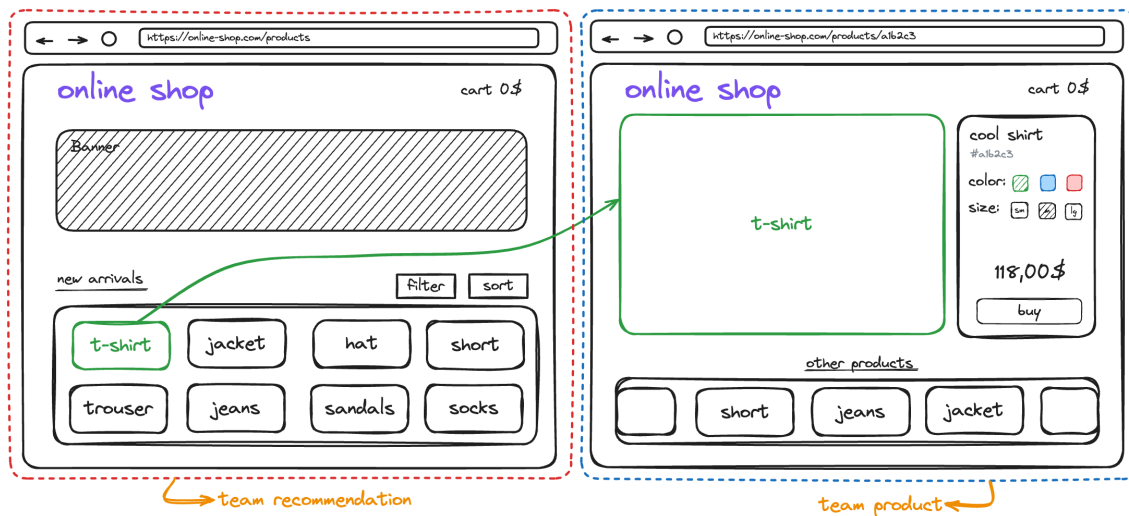 https://online-shop.com/products
online shop
cart 0$
Banner
new arrivals
filter
sort
t-shirt
jacket
hat
short
trouser
jeans
sandals
socks
team recommendation
https://online-shop.com/products/a1b2c3
online shop
cart 0$
t-shirt
cool shirt
#a1b2c3
color:
size:
sm
lg
118,00$
buy
other products
short
jeans
jacket
team product